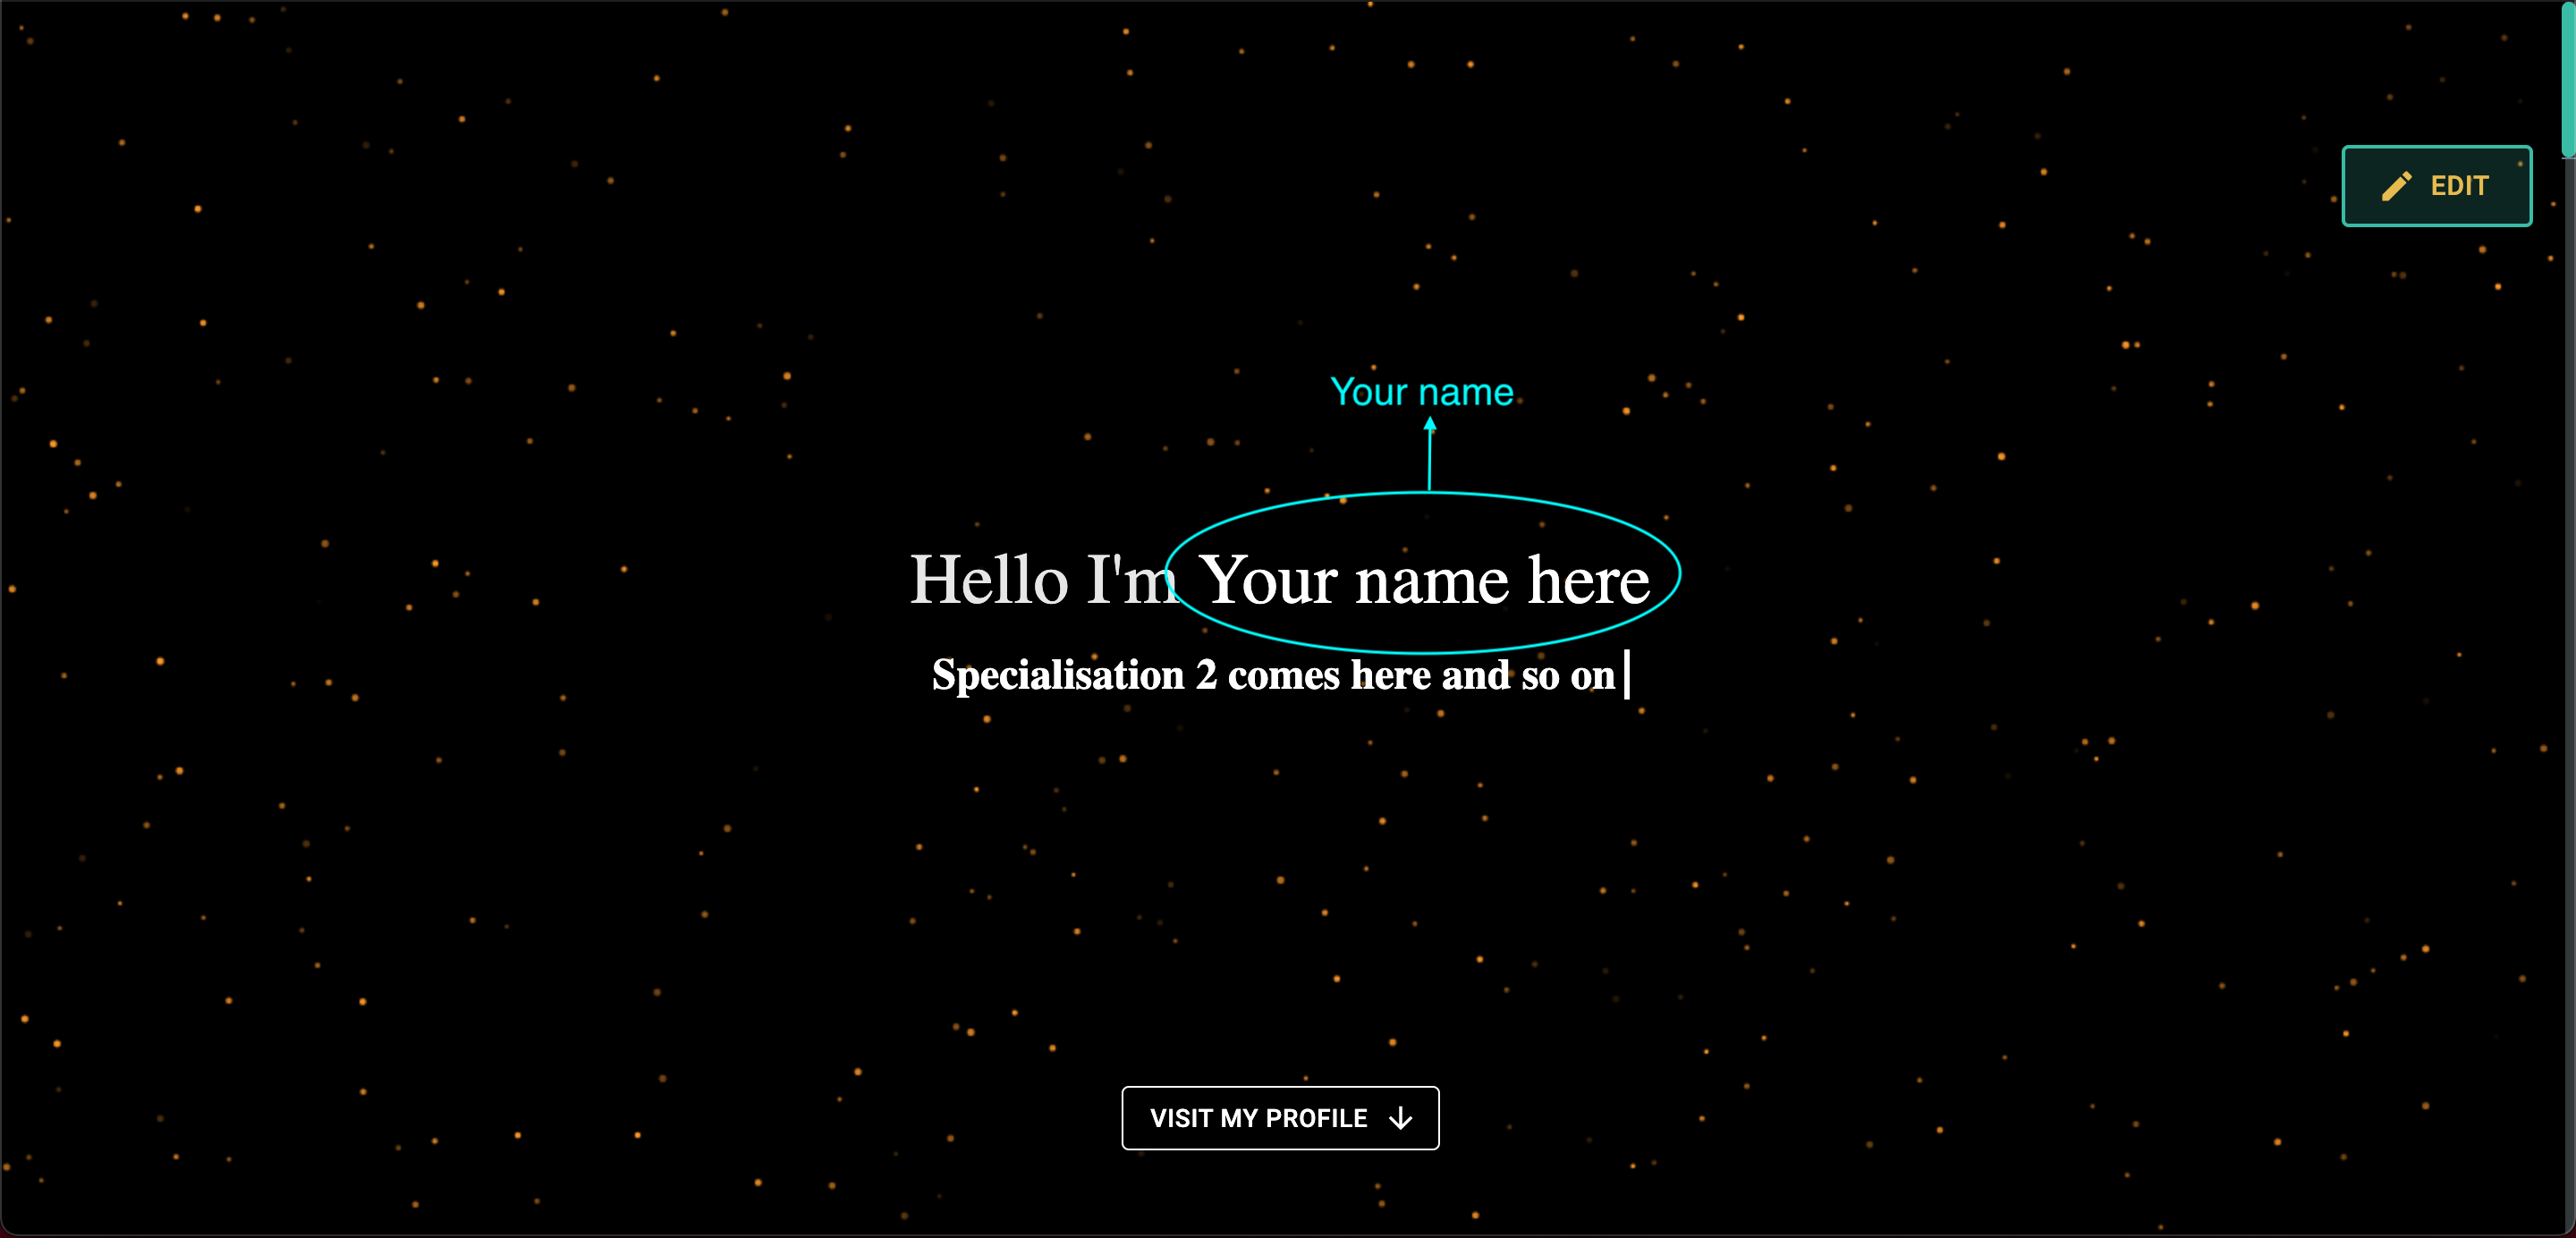 EDIT
Your name
Hello I'm Your name here
Specialisation 2 comes here and so on
VISIT MY PROFILE